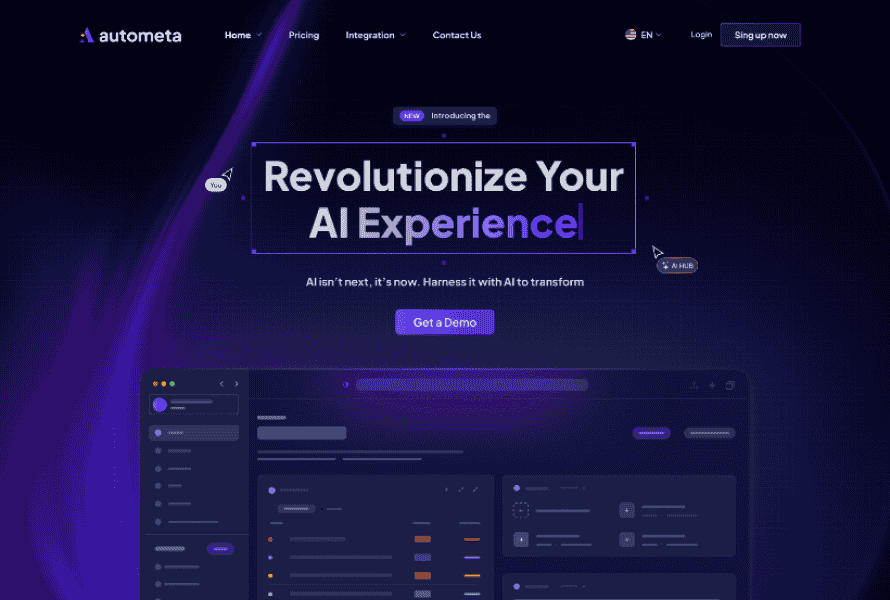 autometa
Home
Pricing
Integration
Contact Us
EN
Login
Sing up now
NEW Introducing the
You
Revolutionize Your
AI Experience
AI HUB
AI isn't next, it's now. Harness it with AI to transform
Get a Demo